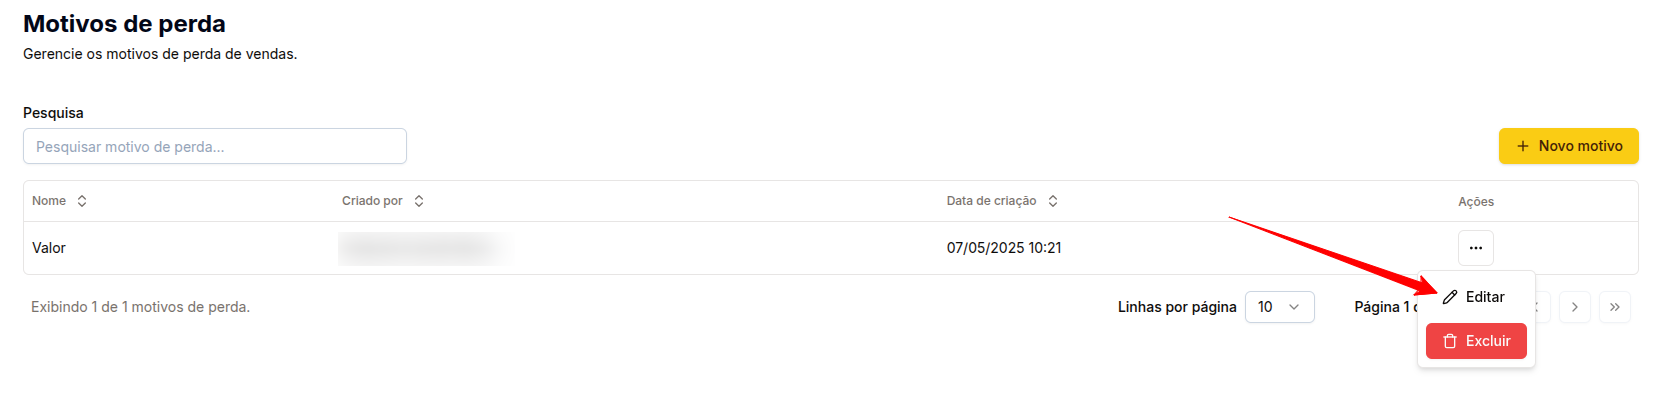 Motivos de perda
Gerencie os motivos de perda de vendas.
Pesquisa
Pesquisar motivo de perda...
+ Novo motivo
Nome Criado por Data de criação Ações
Valor 07/05/2025 10:21 ...
Editar
Exibindo 1 de 1 motivos de perda. Linhas por página 10 Página 1
Excluir